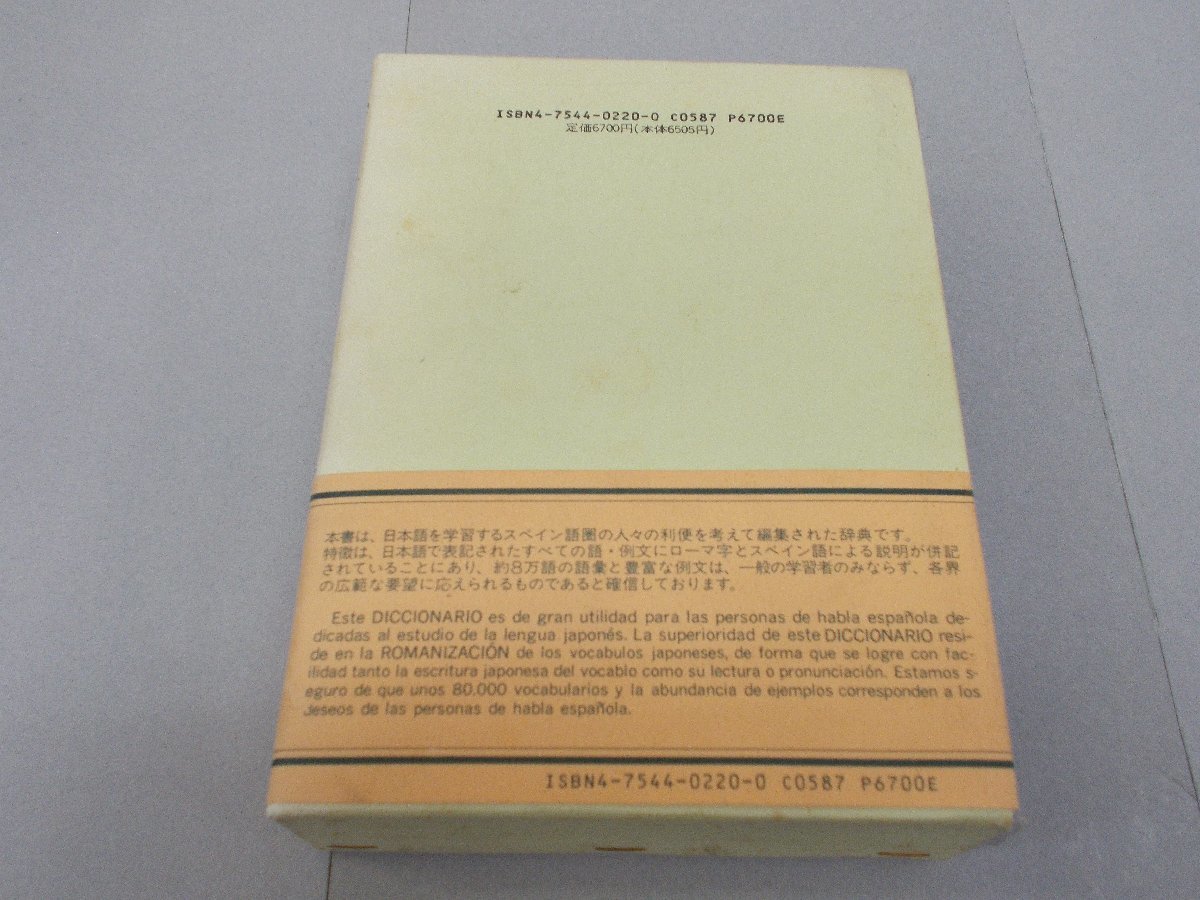 ISBN4-7544-0220-0 C0587 P6700E
定価6700円(本体6505円)
本書は、日本語を学習するスペイン語圏の人々の利便を考えて編集された辞典です。
特徴は、日本語で表記されたすべての語・例文にローマ字とスペイン語による説明が併記
されていることにあり、約8万語の語彙と豊富な例文は、一般の学習者のみならず、各界
の広範な要望に応えられるものであると確信しております。
Este DICCIONARIO es de gran utilidad para las personas de habla española de-
dicadas al estudio de la lengua japonés. La superioridad de este DICCIONARIO resi-
de en la ROMANIZACIÓN de los vocabulos japoneses, de forma que se logre con fac-
ilidad tanto la escritura japonesa del vocablo como su lectura o pronunciación. Estamos s-
eguro de que unos 80.000 vocabularios y la abundancia de ejemplos corresponden a los
deseos de las personas de habla española.
ISBN4-7544-0220-0 C0587 P6700E